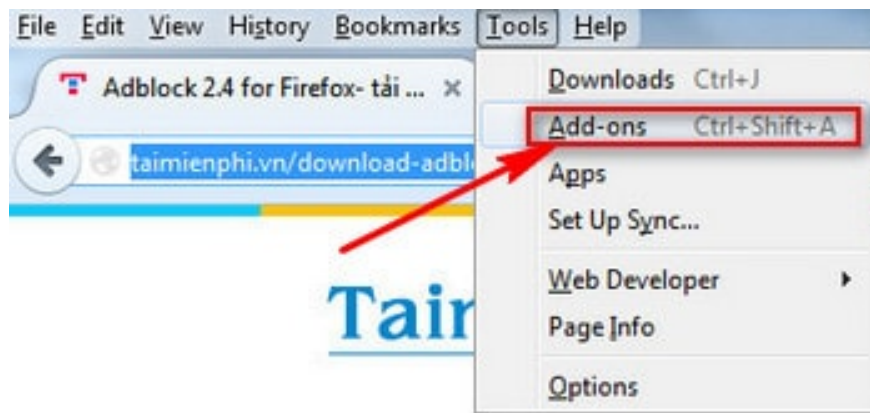 File Edit View History Bookmarks Tools Help
Adblock 2.4 for Firefox- tải ...
taimienphi.vn/download-adbl
Downloads Ctrl+J
Add-ons Ctrl+Shift+A
Apps
Set Up Sync...
Web Developer
Page Info
Options